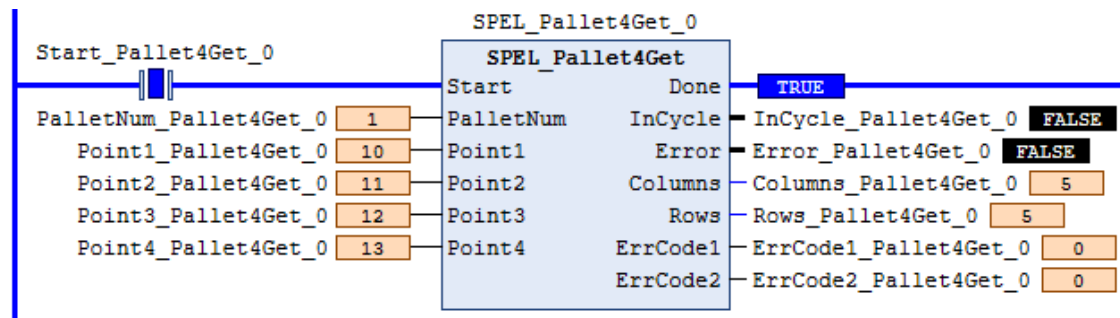 SPEL_Pallet4Get_0
Start_Pallet4Get_0
SPEL_Pallet4Get
Start Done TRUE
PalletNum_Pallet4Get_0 1 PalletNum InCycle InCycle_Pallet4Get_0 FALSE
Point1_Pallet4Get_0 10 Point1 Error Error_Pallet4Get_0 FALSE
Point2_Pallet4Get_0 11 Point2 Columns Columns_Pallet4Get_0 5
Point3_Pallet4Get_0 12 Point3 Rows Rows_Pallet4Get_0 5
Point4_Pallet4Get_0 13 Point4 ErrCode1 ErrCode1_Pallet4Get_0 0
ErrCode2 ErrCode2_Pallet4Get_0 0